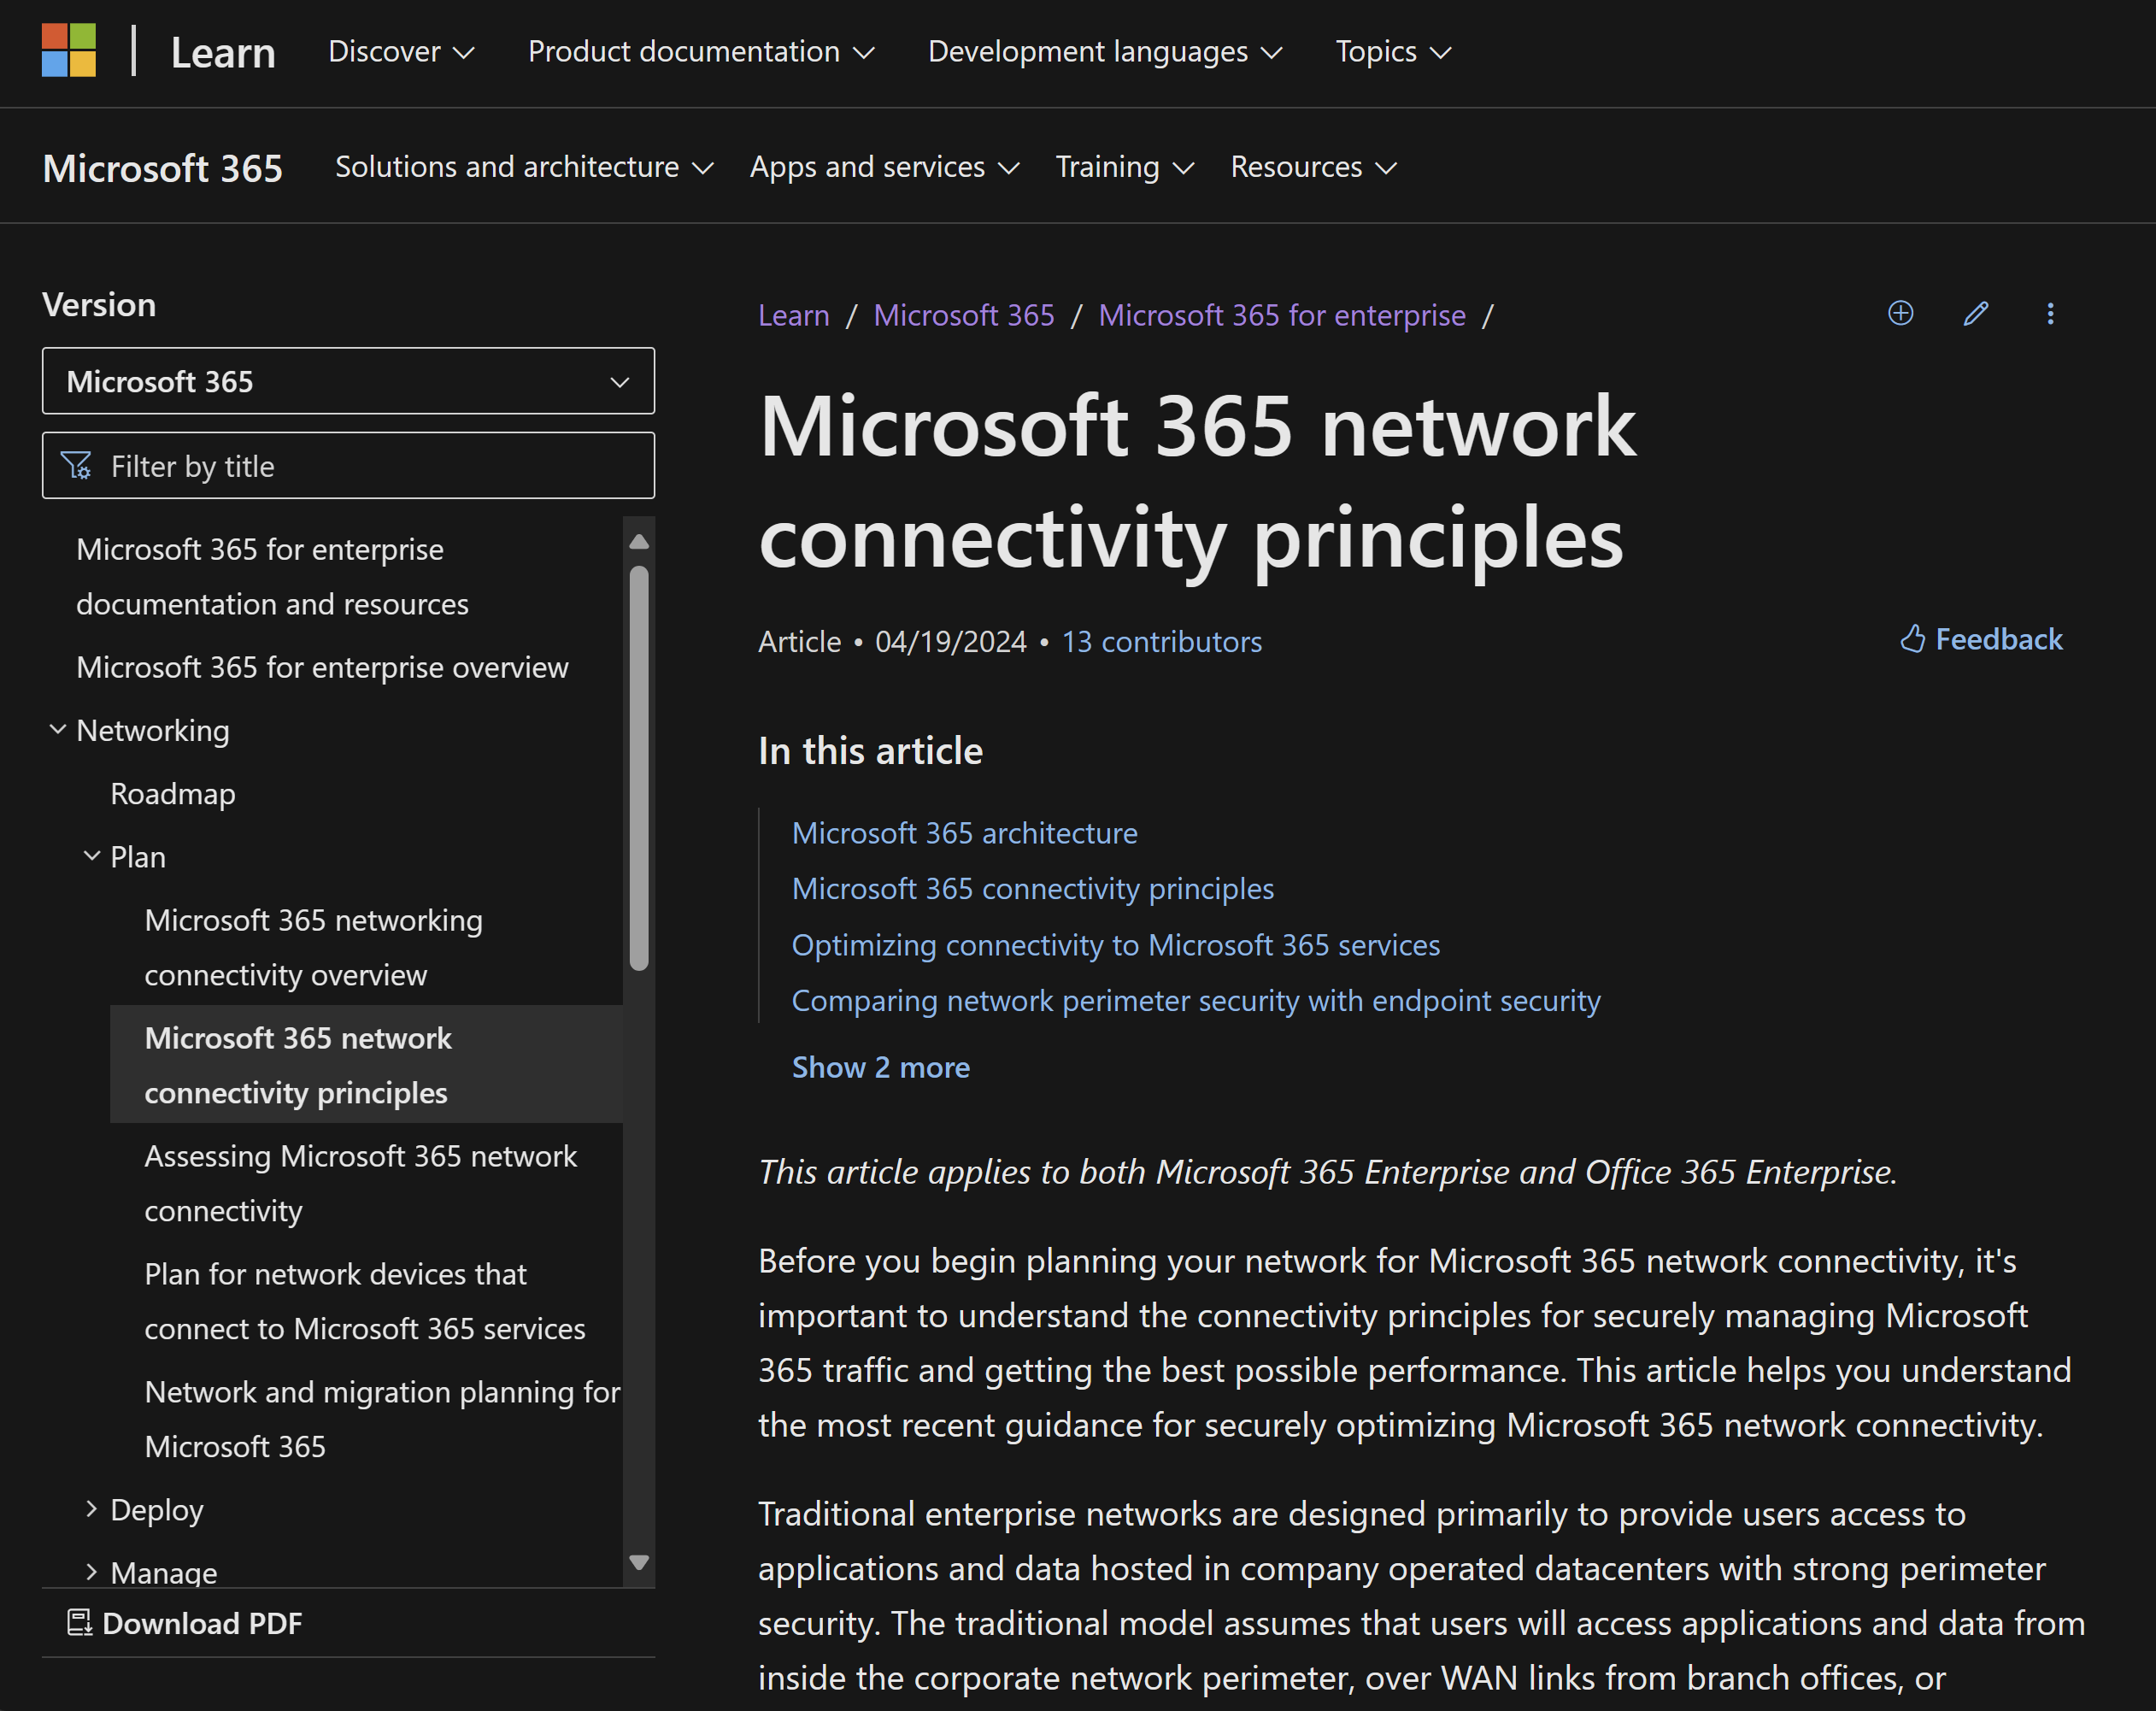 Learn
Discover
Product documentation
Development languages
Topics
Microsoft 365
Solutions and architecture
Apps and services
Training
Resources
Version
Microsoft 365
Filter by title
Microsoft 365 for enterprise
documentation and resources
Microsoft 365 for enterprise overview
Networking
Roadmap
Plan
Microsoft 365 networking
connectivity overview
Microsoft 365 network
connectivity principles
Assessing Microsoft 365 network
connectivity
Plan for network devices that
connect to Microsoft 365 services
Network and migration planning for
Microsoft 365
Deploy
Manage
Download PDF
Learn / Microsoft 365 / Microsoft 365 for enterprise /
Microsoft 365 network
connectivity principles
Article • 04/19/2024 • 13 contributors
Feedback
In this article
Microsoft 365 architecture
Microsoft 365 connectivity principles
Optimizing connectivity to Microsoft 365 services
Comparing network perimeter security with endpoint security
Show 2 more
This article applies to both Microsoft 365 Enterprise and Office 365 Enterprise.
Before you begin planning your network for Microsoft 365 network connectivity, it's
important to understand the connectivity principles for securely managing Microsoft
365 traffic and getting the best possible performance. This article helps you understand
the most recent guidance for securely optimizing Microsoft 365 network connectivity.
Traditional enterprise networks are designed primarily to provide users access to
applications and data hosted in company operated datacenters with strong perimeter
security. The traditional model assumes that users will access applications and data from
inside the corporate network perimeter, over WAN links from branch offices, or